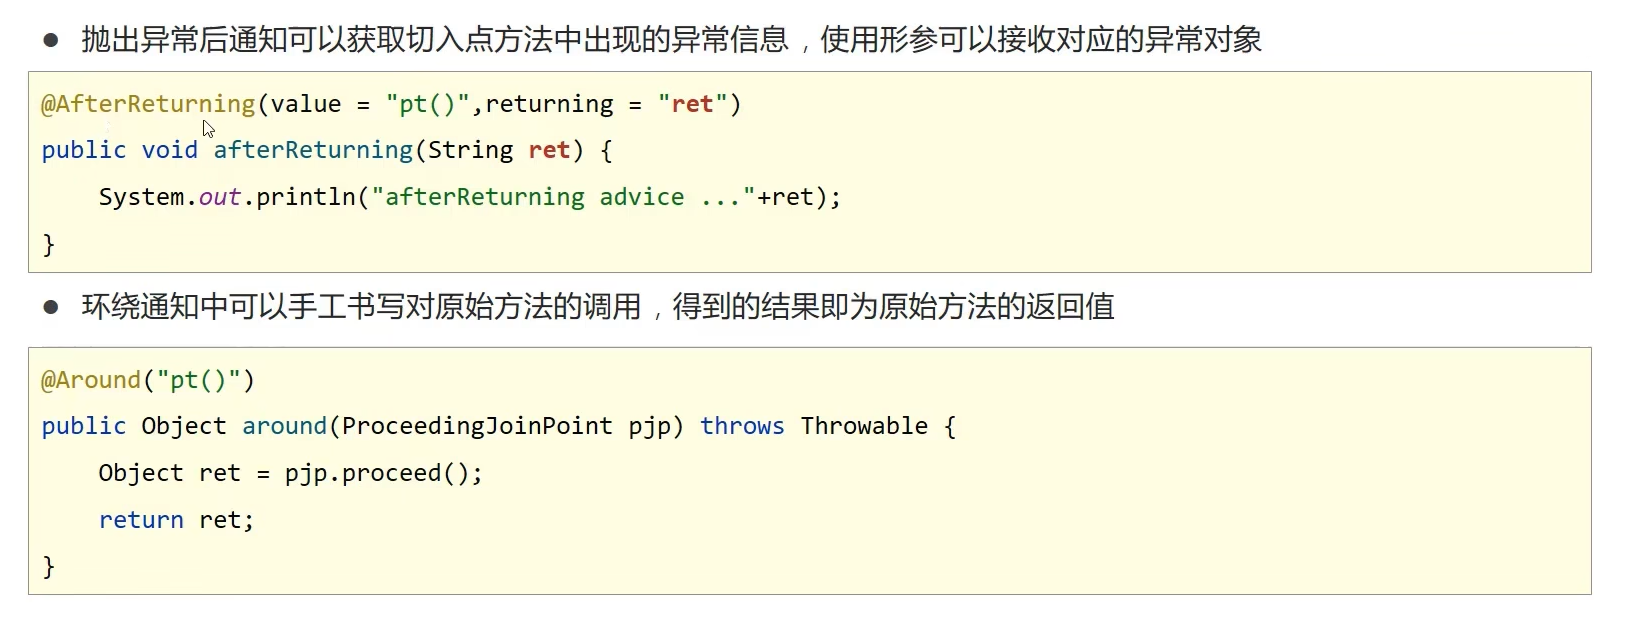 ● 抛出异常后通知可以获取切入点方法中出现的异常信息，使用形参可以接收对应的异常对象
@AfterReturning(value = "pt()",returning = "ret")
public void afterReturning(String ret) {
    System.out.println("afterReturning advice ..."+ret);
}
● 环绕通知中可以手工书写对原始方法的调用，得到的结果即为原始方法的返回值
@Around("pt()")
public Object around(ProceedingJoinPoint pjp) throws Throwable {
    Object ret = pjp.proceed();
    return ret;
}